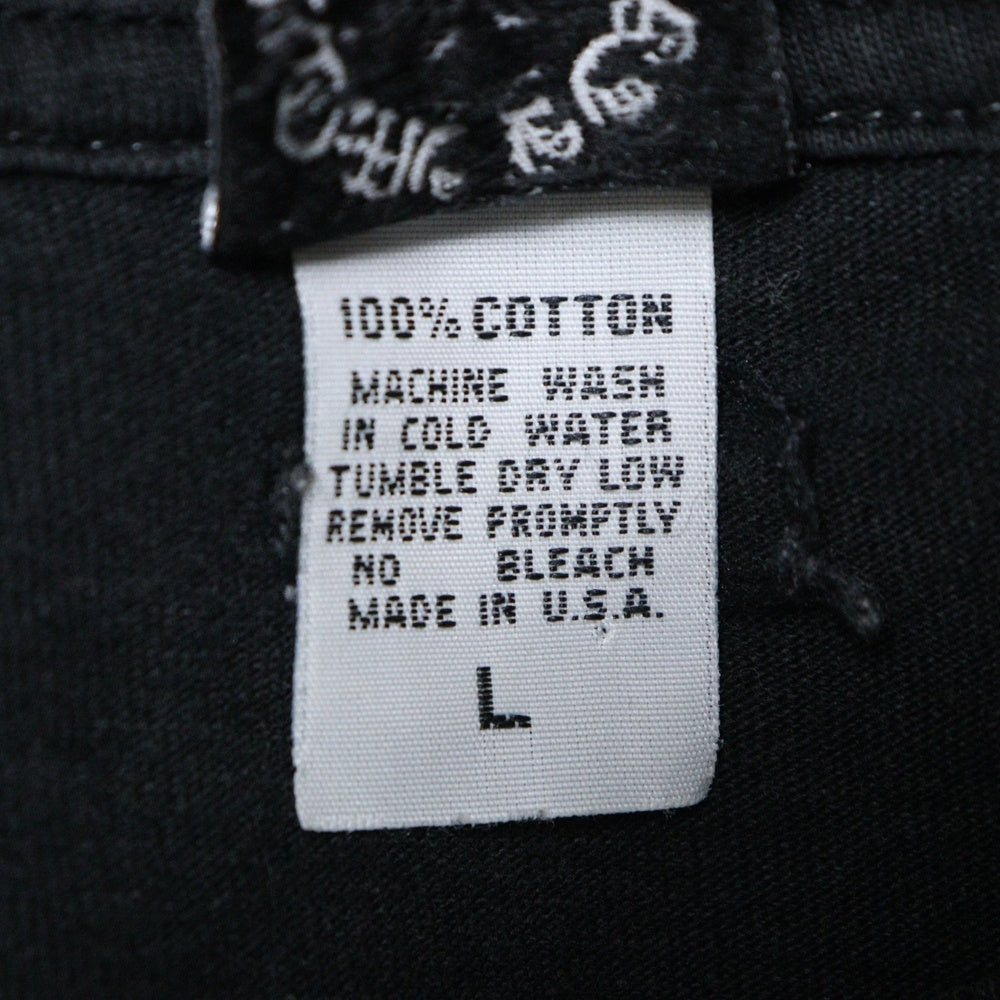 100% COTTON
MACHINE WASH
IN COLD WATER
TUMBLE DRY LOW
REMOVE PROMPTLY
NO BLEACH
MADE IN U.S.A.
L